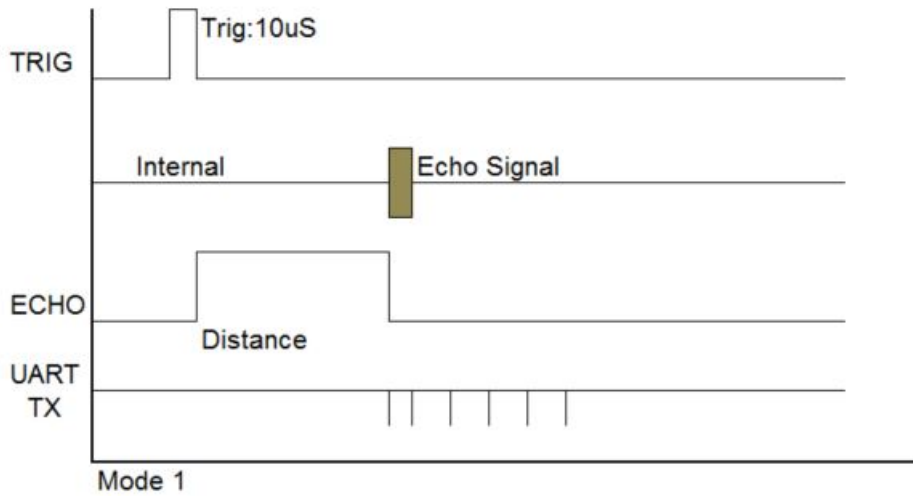 Trig:10uS
TRIG
Internal
Echo Signal
ECHO
Distance
UART
TX
Mode 1